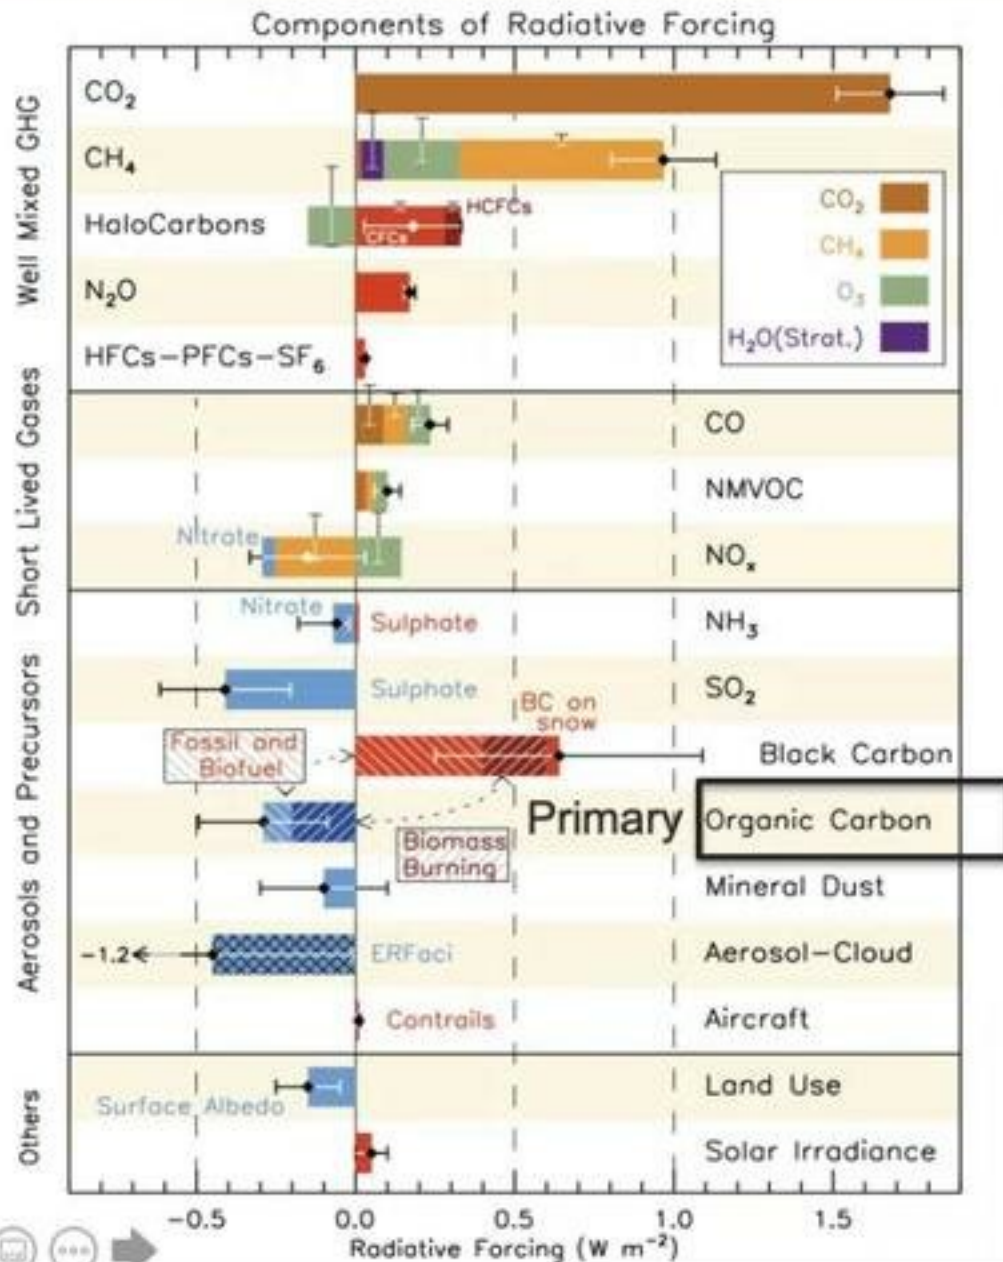 Components of Radiative Forcing
Well Mixed GHG
CO₂
CH₄
HaloCarbons
CFCs
HCFCs
N₂O
HFCs-PFCs-SF₆
CO₂
CH₄
O₃
H₂O(Strat.)
Short Lived Gases
CO
NMVOC
Nitrate
NOₓ
Aerosols and Precursors
Nitrate
Sulphate
NH₃
Sulphate
SO₂
BC on
snow
Fossil and
Biofuel
Black Carbon
Primary
Organic Carbon
Biomass
Burning
Mineral Dust
-1.2
ERFaci
Aerosol-Cloud
Contrails
Aircraft
Others
Land Use
Surface Albedo
Solar Irradiance
-0.5 0.0 0.5 1.0 1.5
Radiative Forcing (W m⁻²)